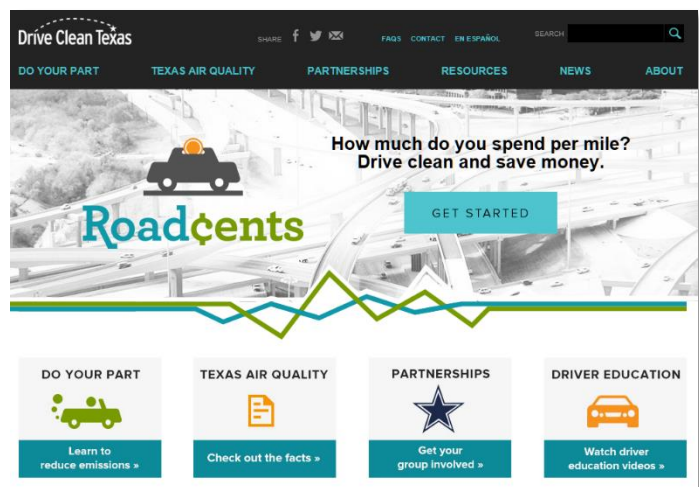 Drive Clean Texas
SHARE
FAQS CONTACT EN ESPAÑOL
SEARCH
DO YOUR PART TEXAS AIR QUALITY PARTNERSHIPS RESOURCES NEWS ABOUT
How much do you spend per mile?
Drive clean and save money.
Road¢ents
GET STARTED
DO YOUR PART
Learn to
reduce emissions »
TEXAS AIR QUALITY
Check out the facts »
PARTNERSHIPS
Get your
group involved »
DRIVER EDUCATION
Watch driver
education videos »